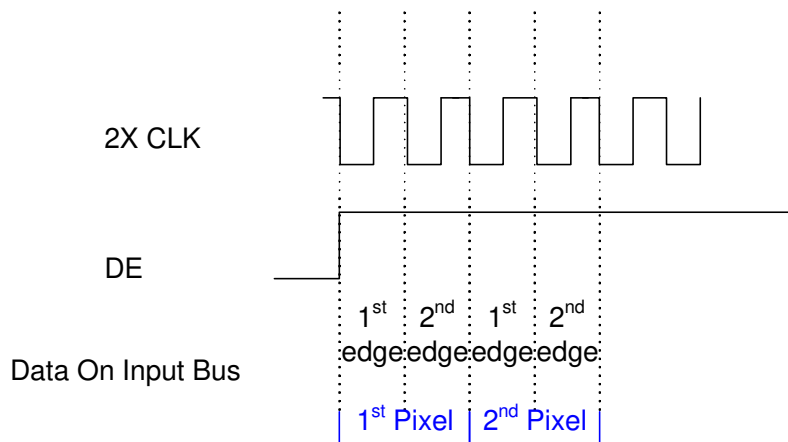 2X CLK
DE
1st 2nd 1st 2nd
edge edge edge edge
Data On Input Bus
1st Pixel 2nd Pixel